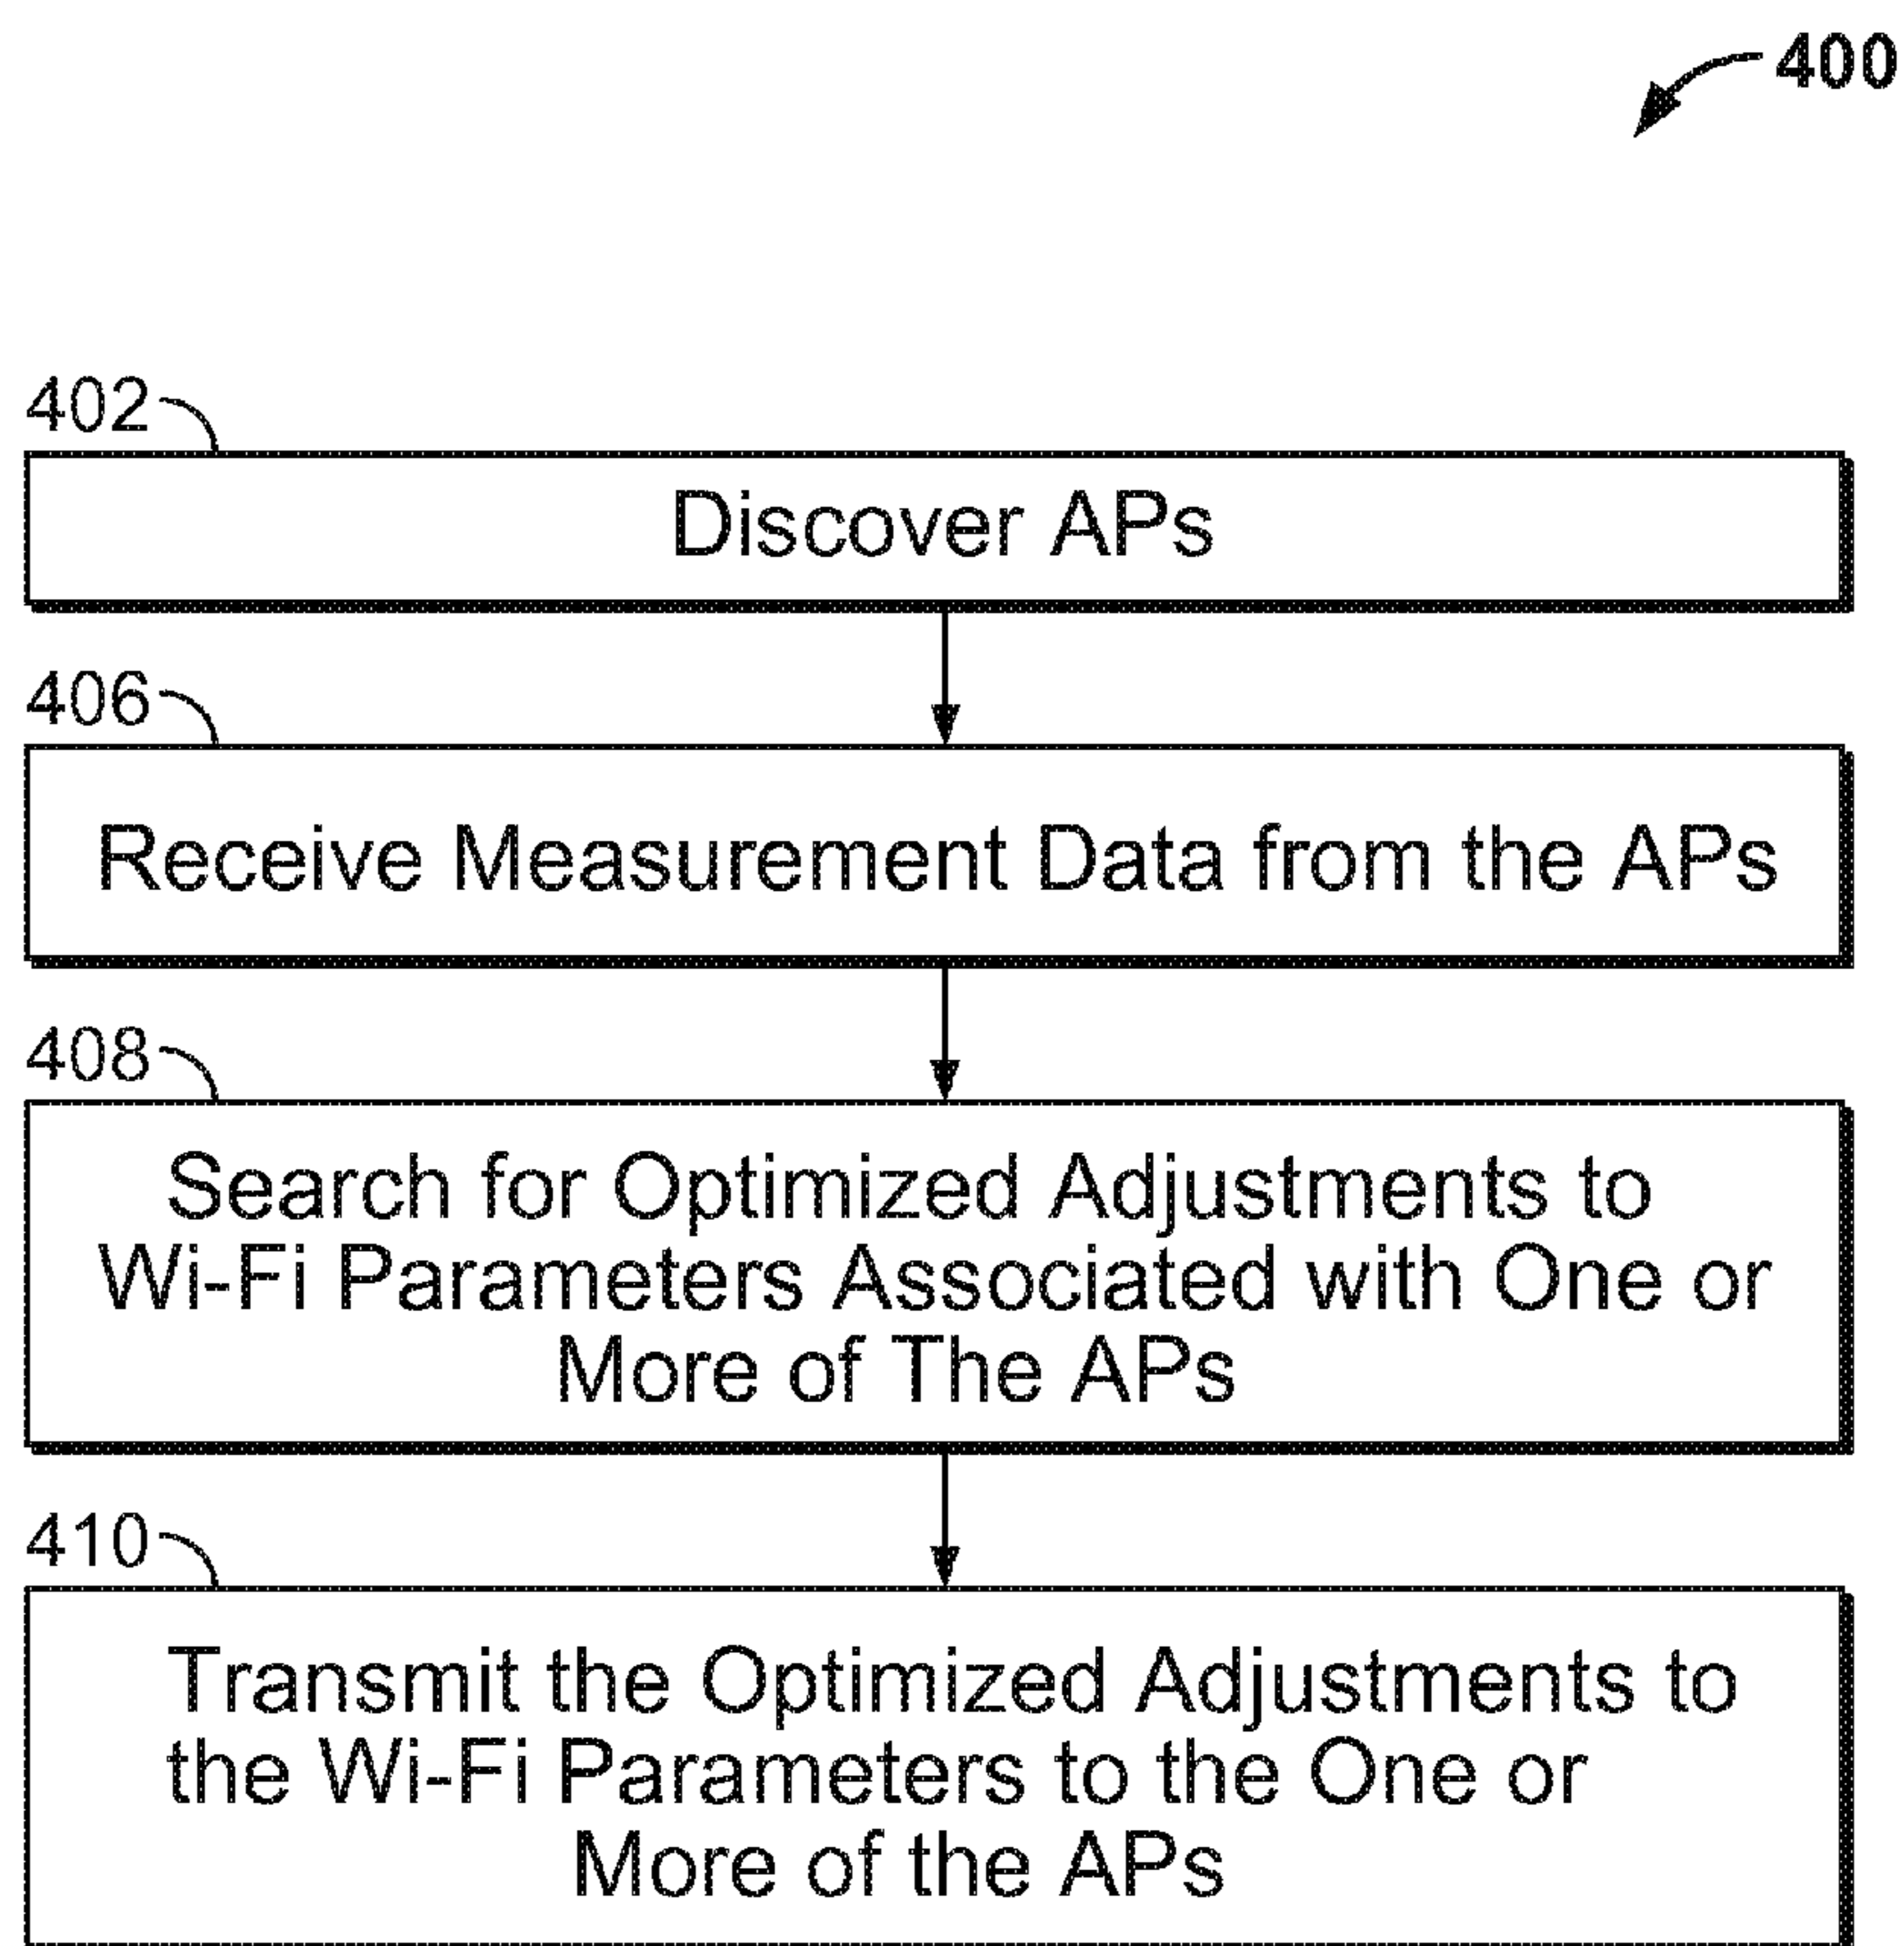 400
402
Discover APs
406
Receive Measurement Data from the APs
408
Search for Optimized Adjustments to
Wi-Fi Parameters Associated with One or
More of The APs
410
Transmit the Optimized Adjustments to
the Wi-Fi Parameters to the One or
More of the APs